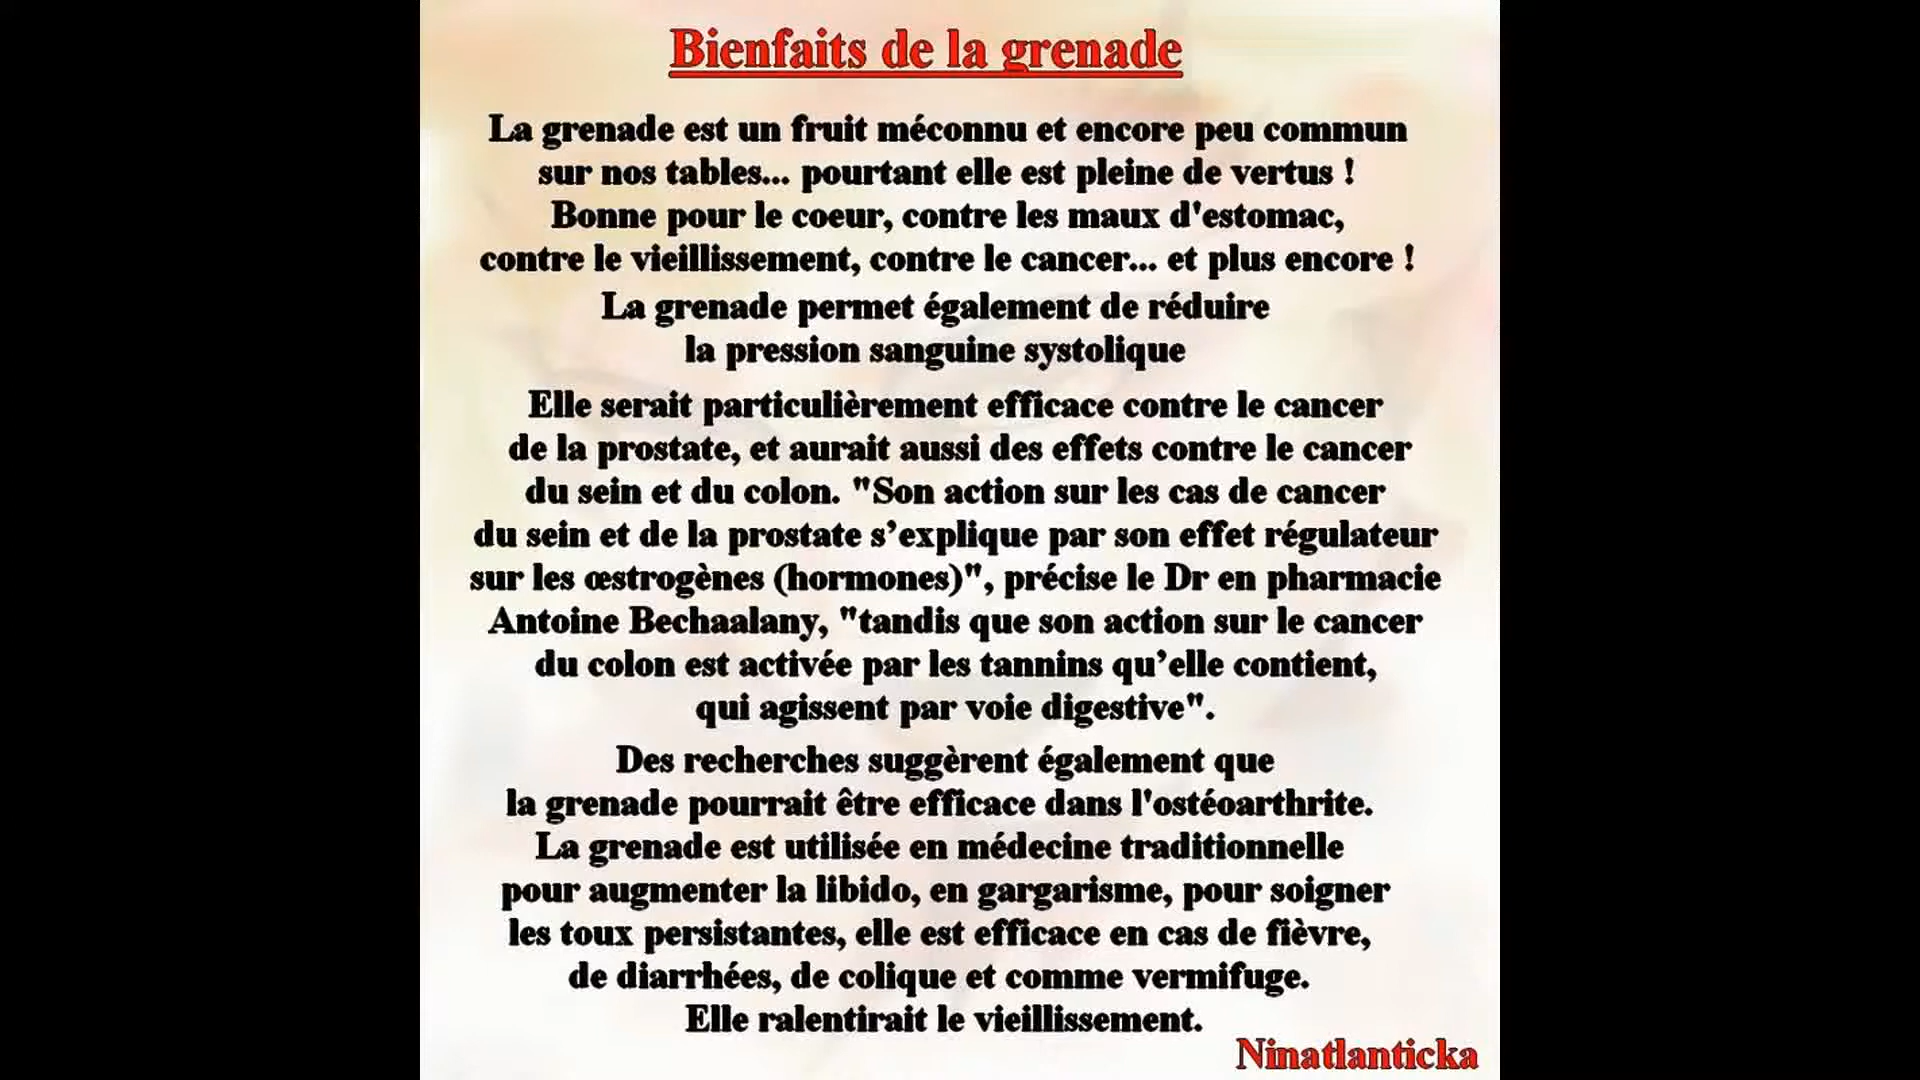 Bienfaits de la grenade
La grenade est un fruit méconnu et encore peu commun
sur nos tables... pourtant elle est pleine de vertus !
Bonne pour le coeur, contre les maux d'estomac,
contre le vieillissement, contre le cancer... et plus encore !
La grenade permet également de réduire
la pression sanguine systolique
Elle serait particulièrement efficace contre le cancer
de la prostate, et aurait aussi des effets contre le cancer
du sein et du colon. "Son action sur les cas de cancer
du sein et de la prostate s’explique par son effet régulateur
sur les œstrogènes (hormones)", précise le Dr en pharmacie
Antoine Bechaalany, "tandis que son action sur le cancer
du colon est activée par les tannins qu’elle contient,
qui agissent par voie digestive".
Des recherches suggèrent également que
la grenade pourrait être efficace dans l'ostéoarthrite.
La grenade est utilisée en médecine traditionnelle
pour augmenter la libido, en gargarisme, pour soigner
les toux persistantes, elle est efficace en cas de fièvre,
de diarrhées, de colique et comme vermifuge.
Elle ralentirait le vieillissement.
Ninatlanticka